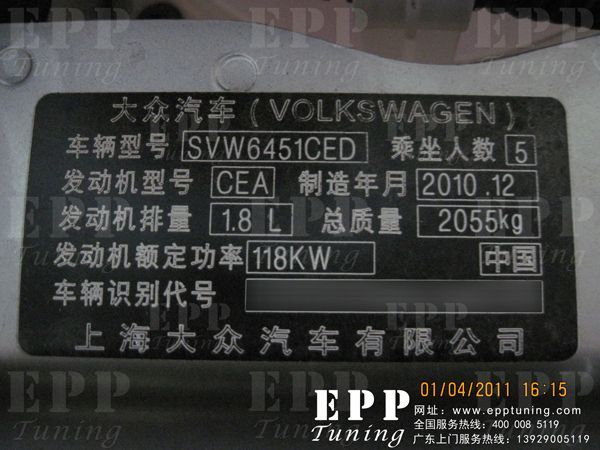 大众汽车(VOLKSWAGEN)
车辆型号 SVW6451CED 乘坐人数 5
发动机型号 CEA 制造年月 2010.12
发动机排量 1.8 L 总质量 2055kg
发动机额定功率 118KW 中国
车辆识别代号
上海大众汽车有限公司
01/04/2011 16:15
EPP Tuning
网址：www.epptuning.com
全国服务热线：400 008 5119
广东上门服务热线：13929005119